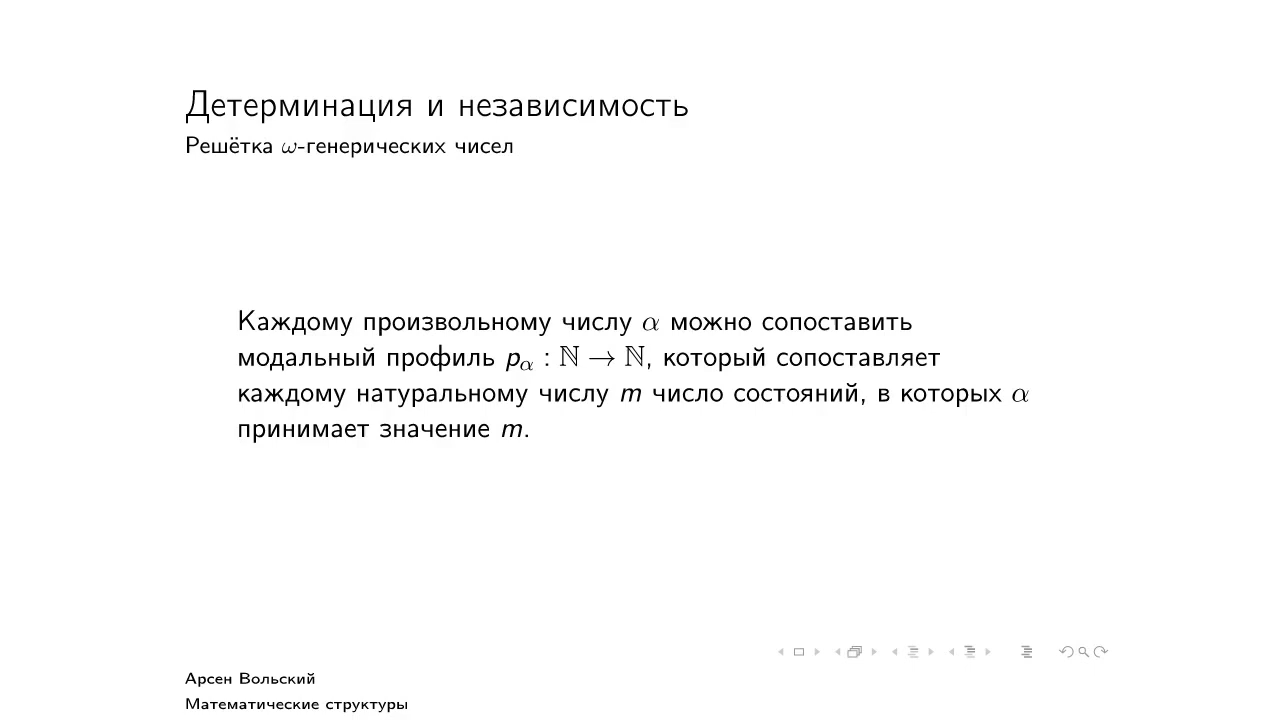 Детерминация и независимость
Решётка ω-генерических чисел
Каждому произвольному числу α можно сопоставить
модальный профиль pα : ℕ → ℕ, который сопоставляет
каждому натуральному числу m число состояний, в которых α
принимает значение m.
Арсен Вольский
Математические структуры